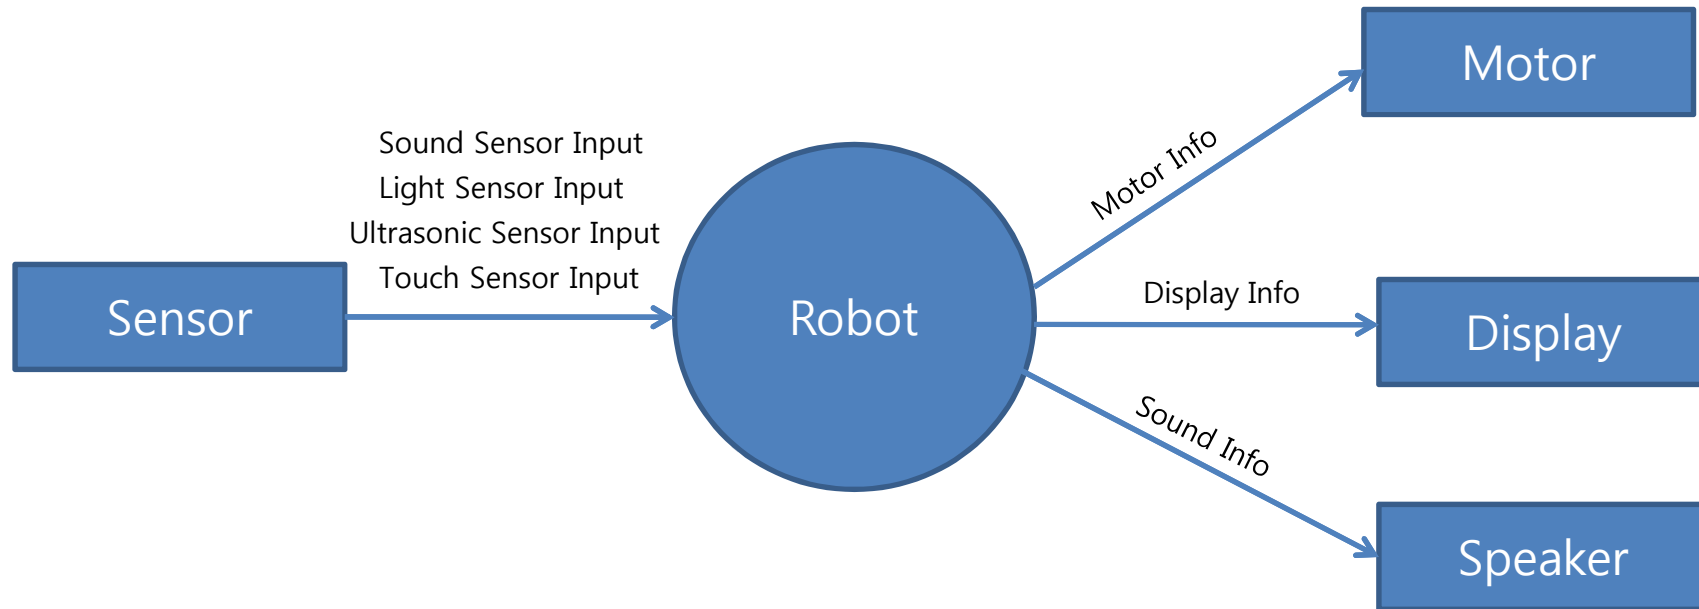 Sound Sensor Input
Light Sensor Input
Ultrasonic Sensor Input
Touch Sensor Input
Sensor
Robot
Motor Info
Motor
Display Info
Display
Sound Info
Speaker